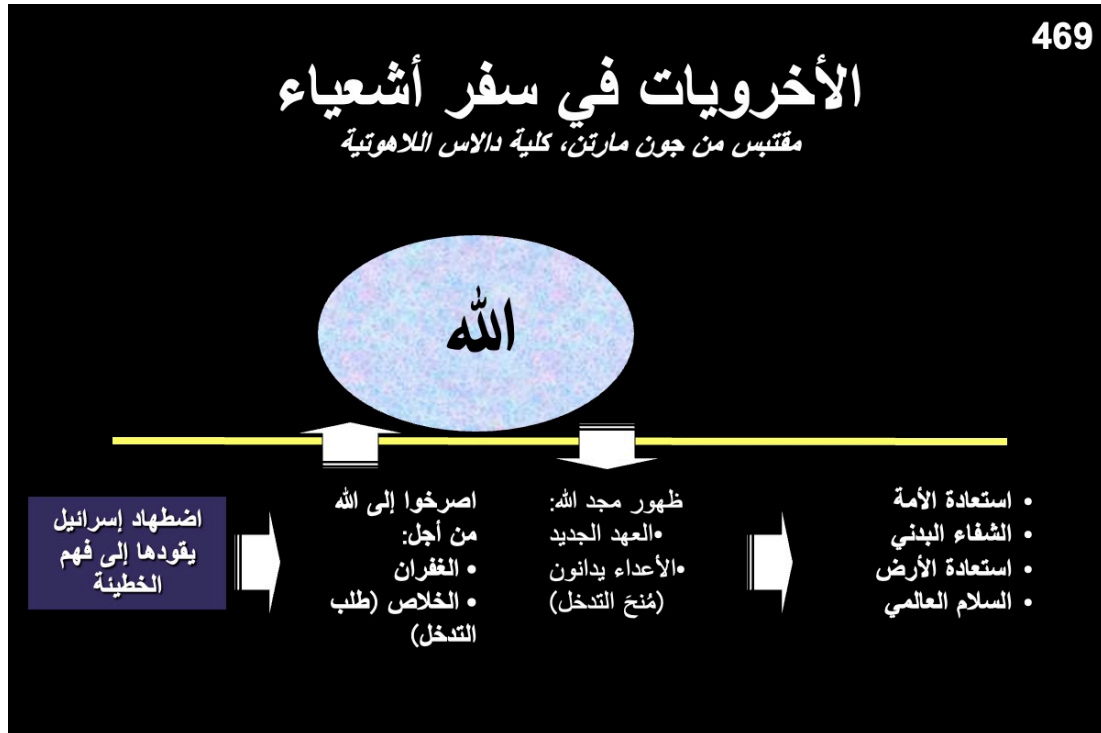 469
الأخرويات في سفر أشعياء
مقتبس من جون مارتن، كلية دالاس اللاهوتية
الله
اضطهاد إسرائيل
يقودها إلى فهم
الخطيئة
اصرخوا إلى الله
من أجل:
• الغفران
• الخلاص (طلب
التدخل)
ظهور مجد الله:
•العهد الجديد
•الأعداء يدانون
(مُنحَ التدخل)
• استعادة الأمة
• الشفاء البدني
• استعادة الأرض
• السلام العالمي